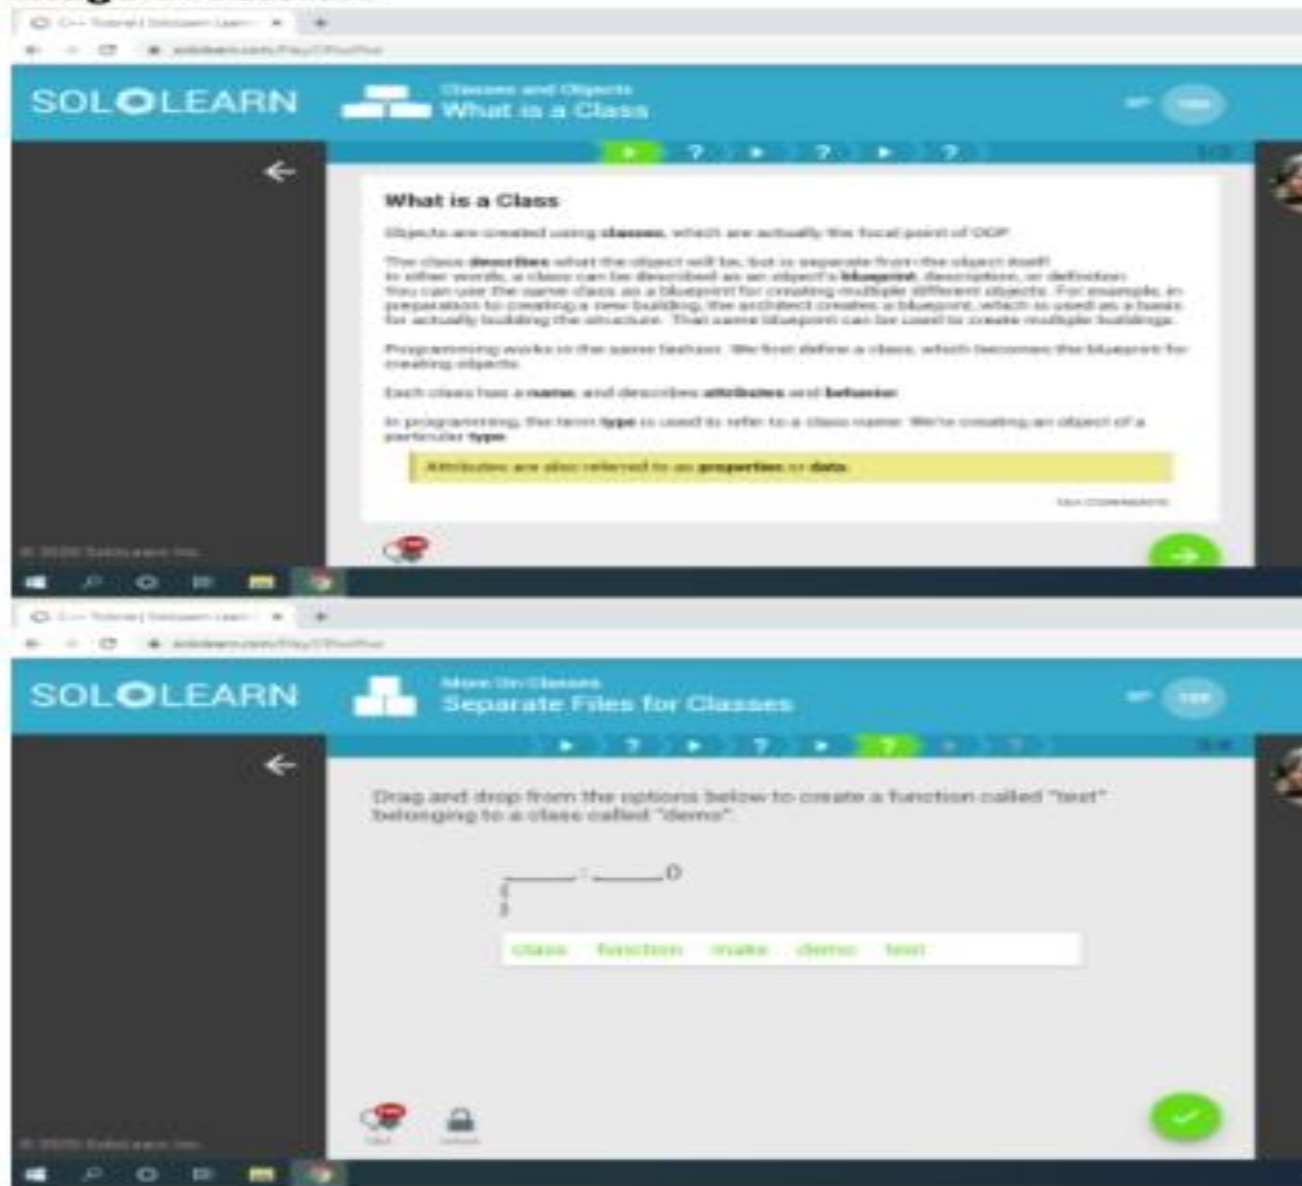 SOLOLEARN
Classes and Objects
What is a Class
What is a Class
Objects are created using classes, which are actually the focal point of OOP.
The class describes what the object will be, but is separate from the object itself.
In other words, a class can be described as an object's blueprint, description, or definition.
You can use the same class as a blueprint for creating multiple different objects. For example, in
preparation to creating a new building, the architect creates a blueprint, which is used as a basis
for actually building the structure. That same blueprint can be used to create multiple buildings.
Programming works in the same fashion. We first define a class, which becomes the blueprint for
creating objects.
Each class has a name, and describes attributes and behavior.
In programming, the term type is used to refer to a class name: We're creating an object of a
particular type.
Attributes are also referred to as properties or data.
COMMENTS
© 2020 SoloLearn Inc.
SOLOLEARN
More On Classes
Separate Files for Classes
Drag and drop from the options below to create a function called "test"
belonging to a class called "demo".
_____::_____()
{
}
class function make demo test